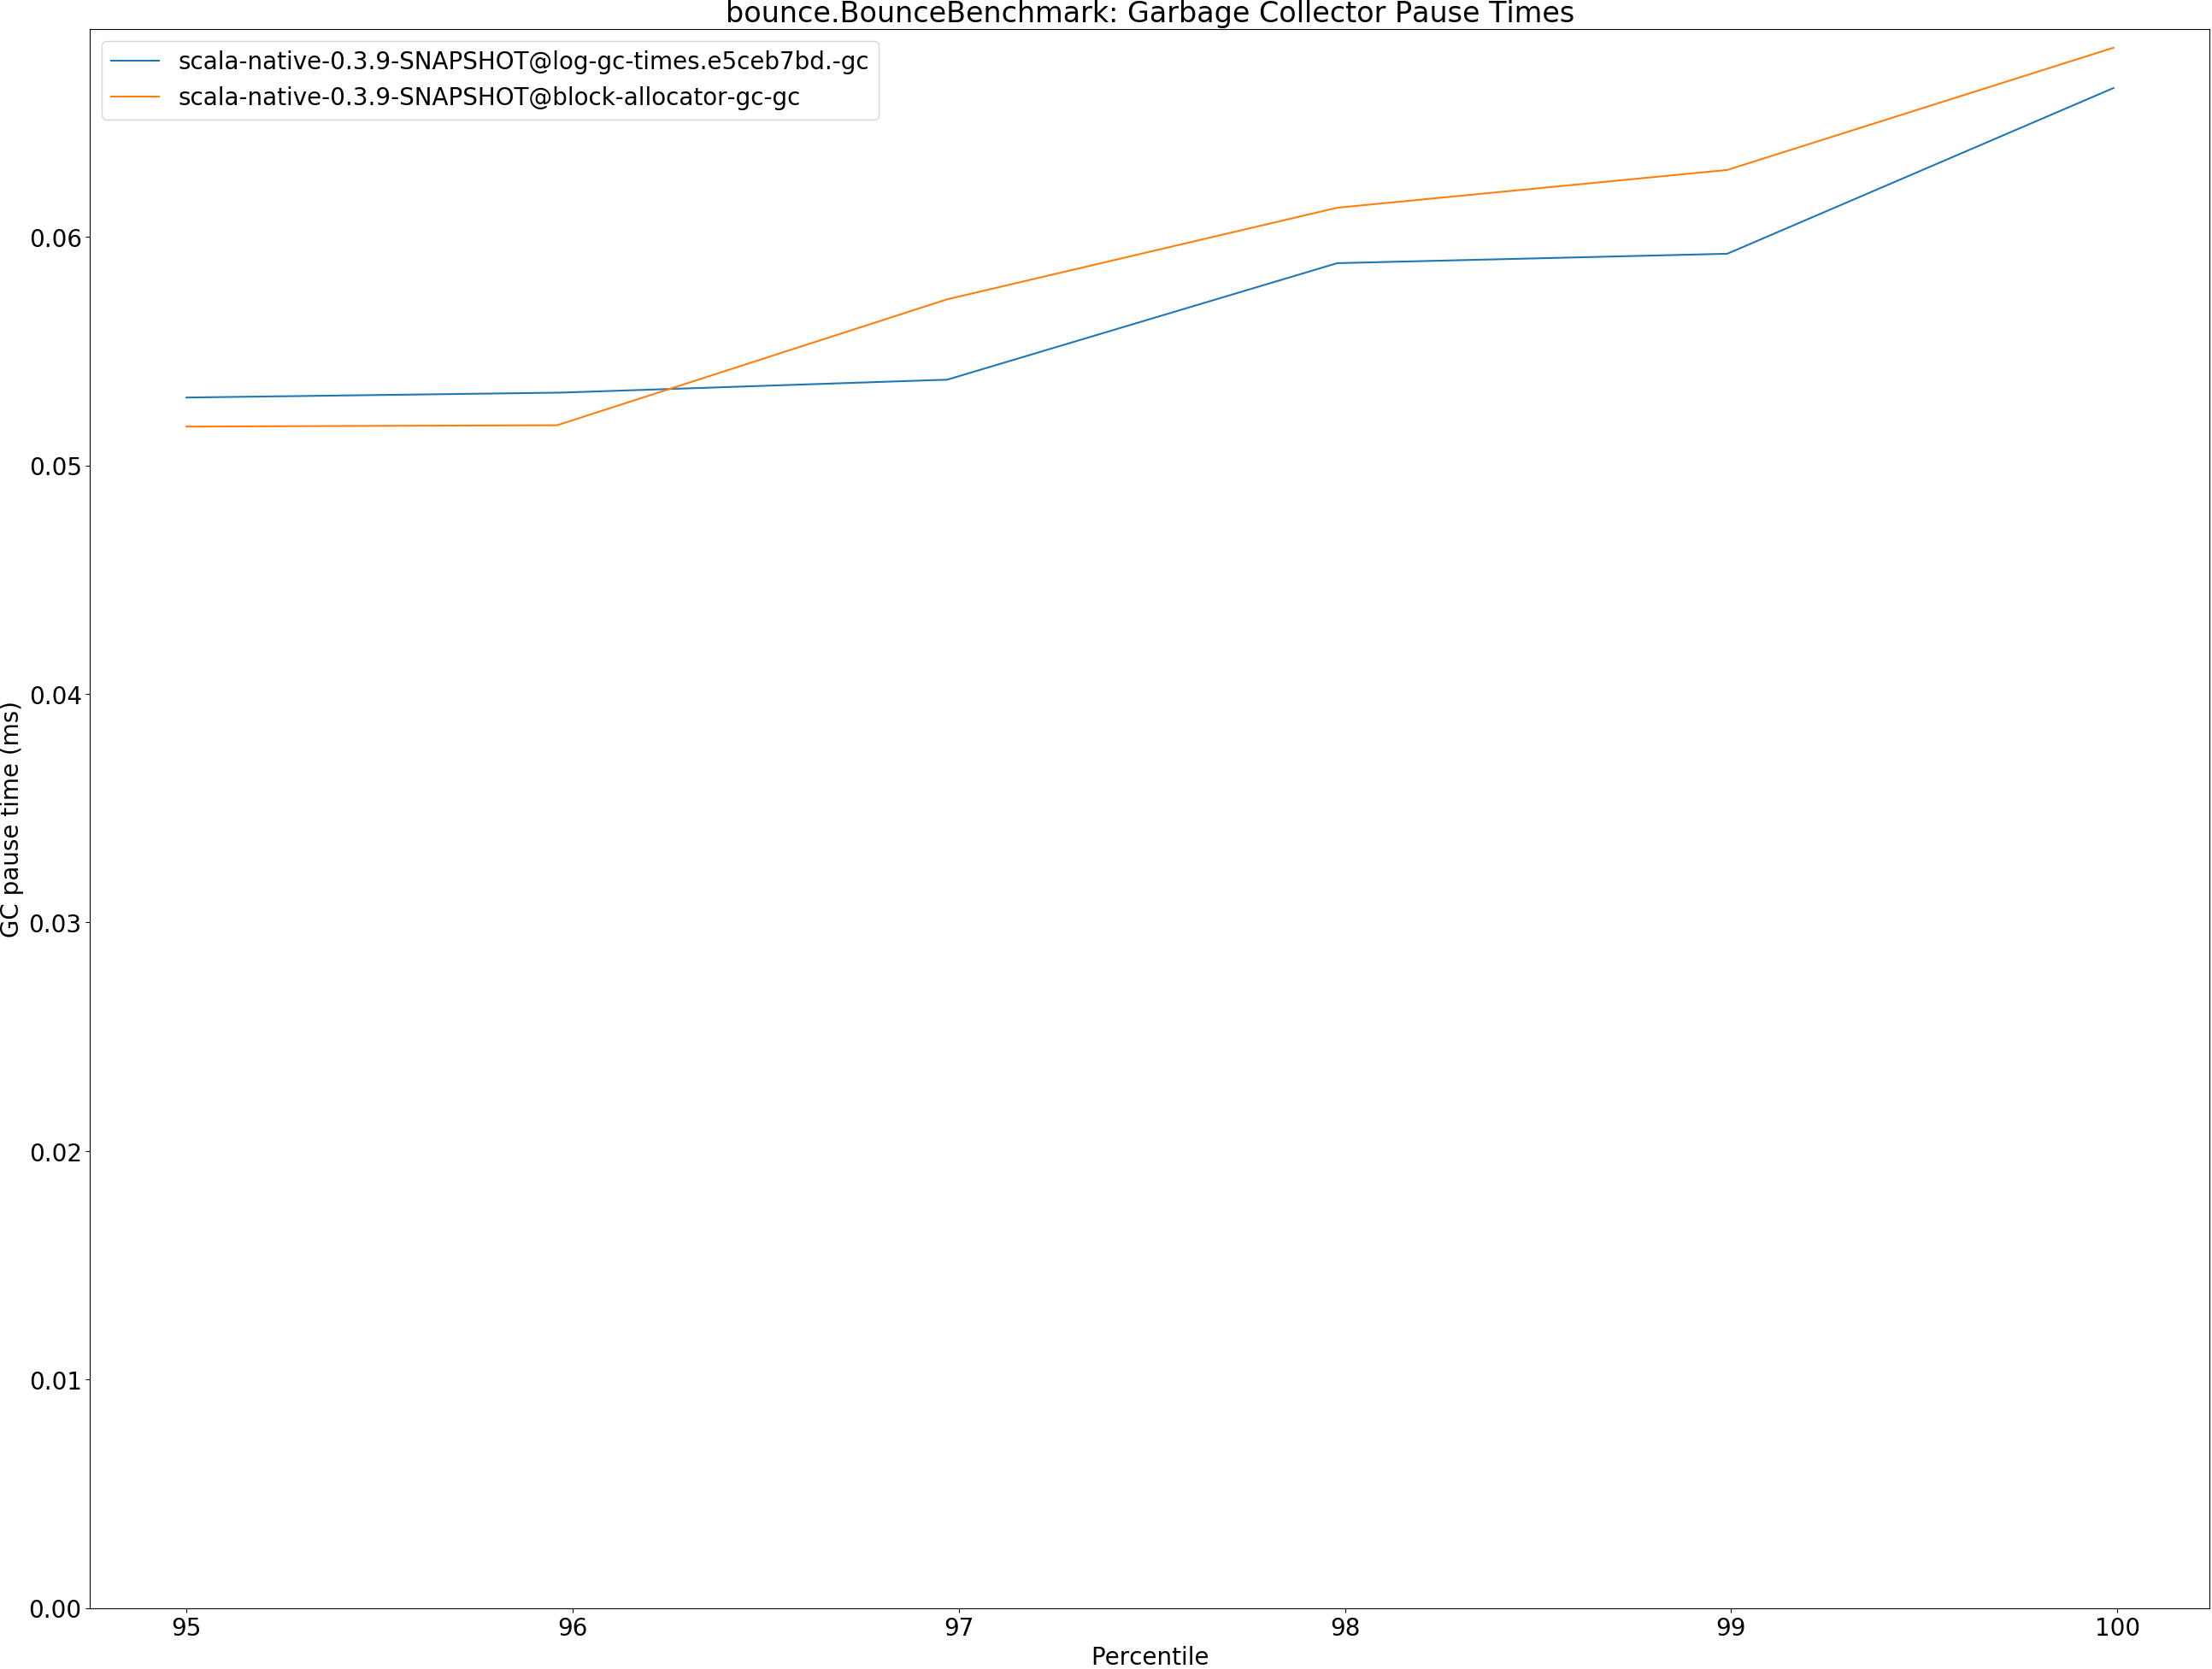 bounce.BounceBenchmark: Garbage Collector Pause Times
scala-native-0.3.9-SNAPSHOT@log-gc-times.e5ceb7bd.-gc
scala-native-0.3.9-SNAPSHOT@block-allocator-gc-gc
GC pause time (ms)
0.06
0.05
0.04
0.03
0.02
0.01
0.00
95 96 97 98 99 100
Percentile